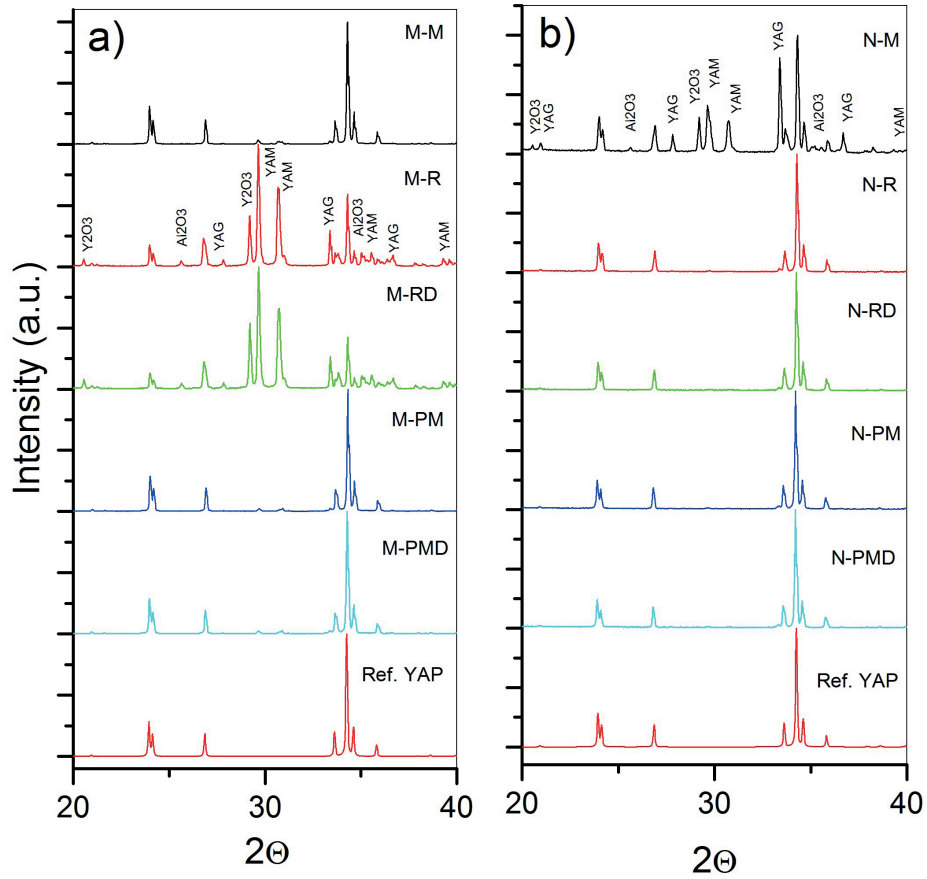 a)
M-M
M-R
Y2O3
Al2O3
YAG
Y2O3
YAM
YAM
YAG
Al2O3
YAM
YAG
YAM
M-RD
M-PM
M-PMD
Ref. YAP
Intensity (a.u.)
20
30
40
2Θ
b)
N-M
Y2O3
YAG
Al2O3
YAG
Y2O3
YAM
YAM
YAG
Al2O3
YAG
YAM
N-R
N-RD
N-PM
N-PMD
Ref. YAP
20
30
40
2Θ